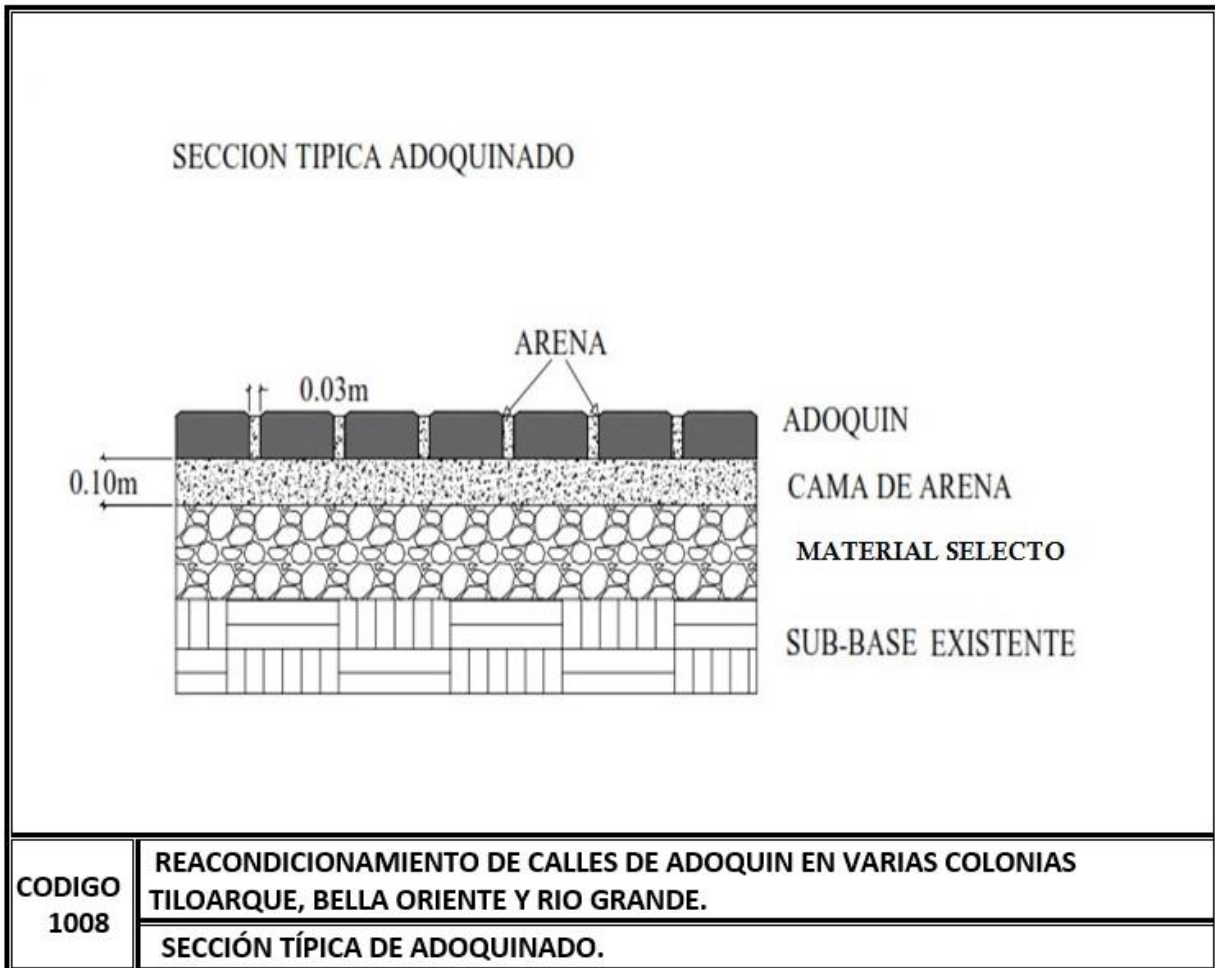 SECCION TIPICA ADOQUINADO
ARENA
0.03m
ADOQUIN
0.10m
CAMA DE ARENA
MATERIAL SELECTO
SUB-BASE EXISTENTE
CODIGO
1008
REACONDICIONAMIENTO DE CALLES DE ADOQUIN EN VARIAS COLONIAS
TILOARQUE, BELLA ORIENTE Y RIO GRANDE.
SECCIÓN TÍPICA DE ADOQUINADO.